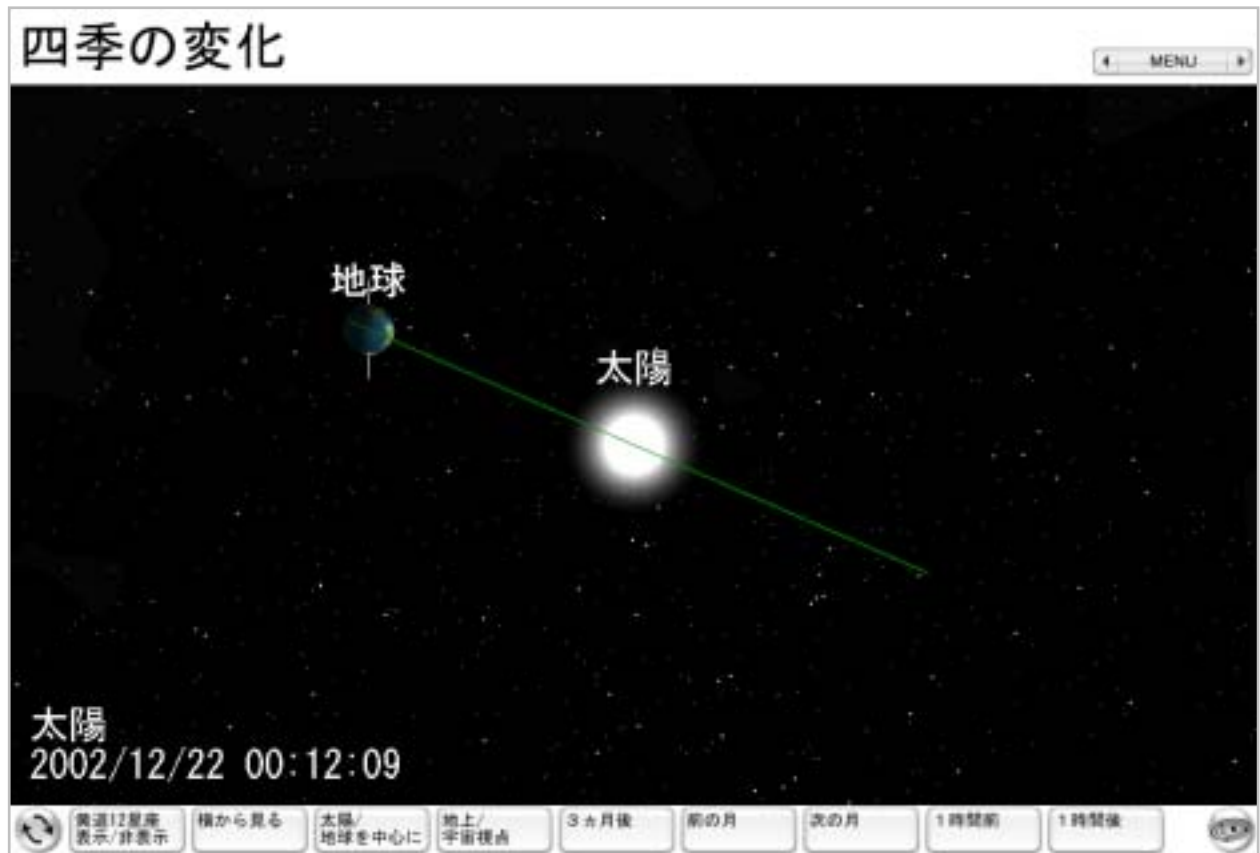 四季の変化
MENU
地球
太陽
太陽
2002/12/22 00:12:09
黄道12星座
表示/非表示
横から見る
太陽/
地球を中心に
地上/
宇宙視点
3ヵ月後
前の月
次の月
1時間前
1時間後